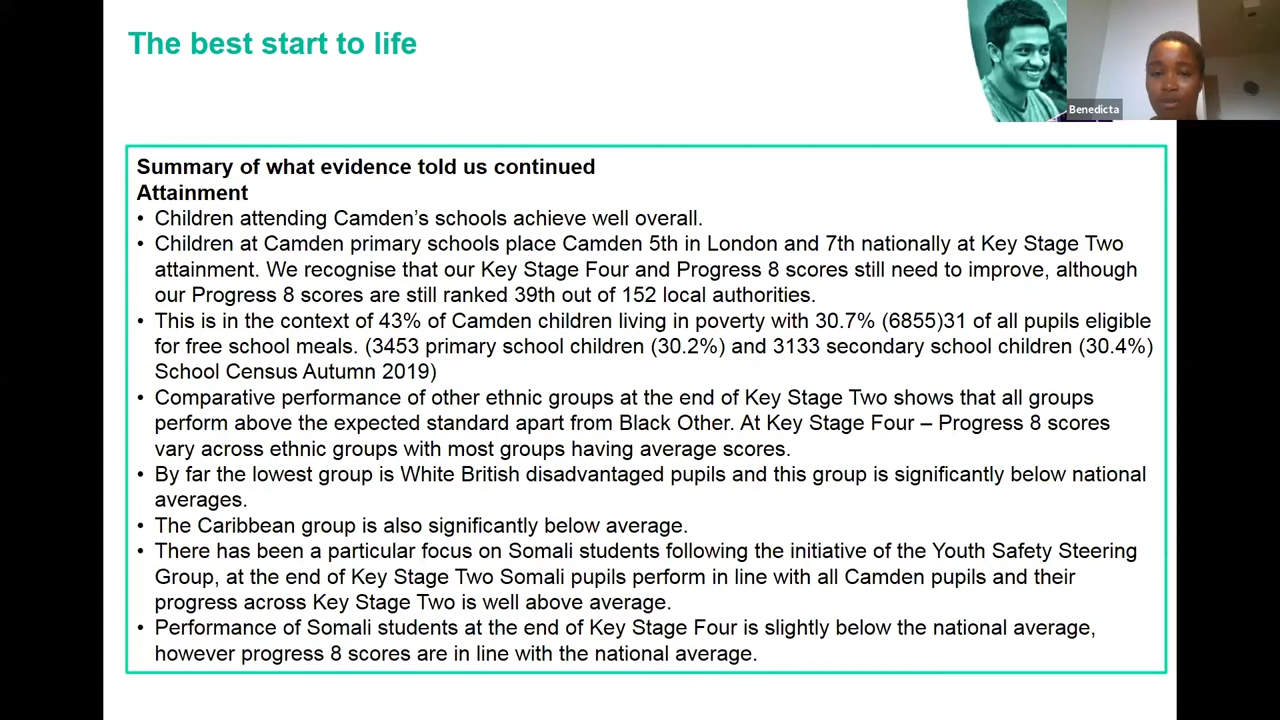 The best start to life
Benedicta
Summary of what evidence told us continued
Attainment
• Children attending Camden’s schools achieve well overall.
• Children at Camden primary schools place Camden 5th in London and 7th nationally at Key Stage Two
attainment. We recognise that our Key Stage Four and Progress 8 scores still need to improve, although
our Progress 8 scores are still ranked 39th out of 152 local authorities.
• This is in the context of 43% of Camden children living in poverty with 30.7% (6855)31 of all pupils eligible
for free school meals. (3453 primary school children (30.2%) and 3133 secondary school children (30.4%)
School Census Autumn 2019)
• Comparative performance of other ethnic groups at the end of Key Stage Two shows that all groups
perform above the expected standard apart from Black Other. At Key Stage Four – Progress 8 scores
vary across ethnic groups with most groups having average scores.
• By far the lowest group is White British disadvantaged pupils and this group is significantly below national
averages.
• The Caribbean group is also significantly below average.
• There has been a particular focus on Somali students following the initiative of the Youth Safety Steering
Group, at the end of Key Stage Two Somali pupils perform in line with all Camden pupils and their
progress across Key Stage Two is well above average.
• Performance of Somali students at the end of Key Stage Four is slightly below the national average,
however progress 8 scores are in line with the national average.